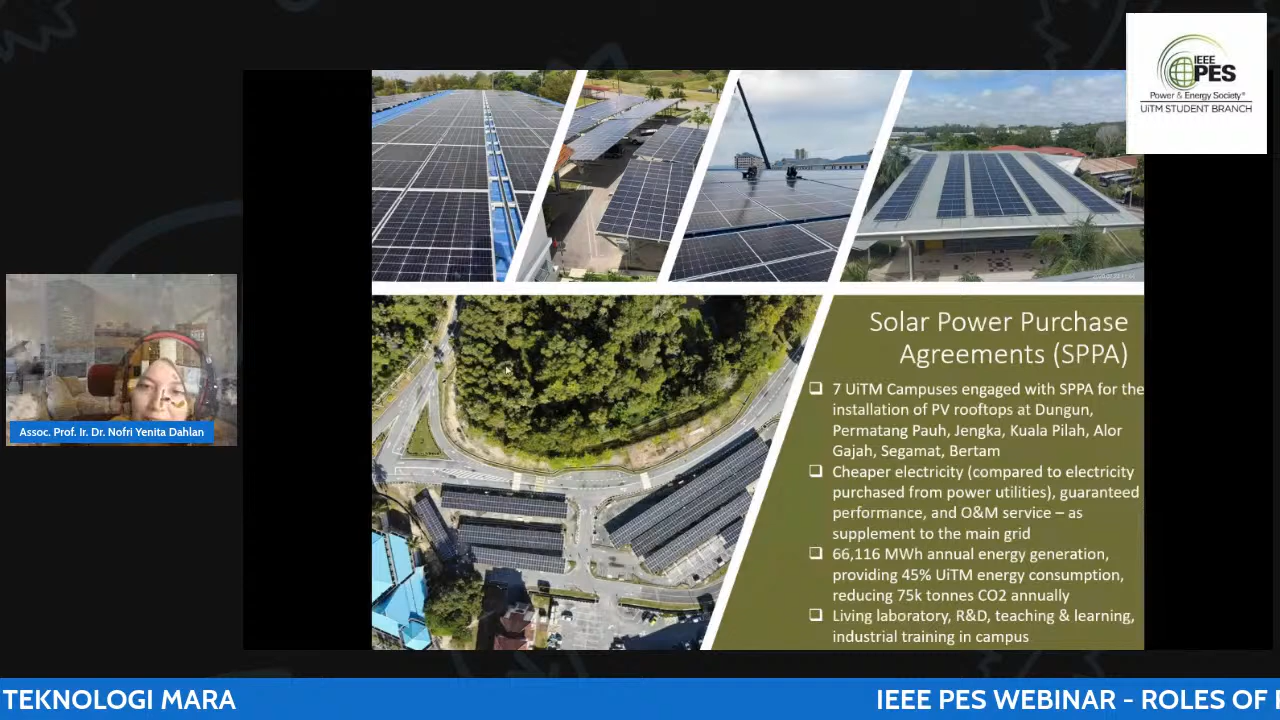 IEEE
PES
Power & Energy Society®
UiTM STUDENT BRANCH
Solar Power Purchase
Agreements (SPPA)
❑ 7 UiTM Campuses engaged with SPPA for the
installation of PV rooftops at Dungun,
Permatang Pauh, Jengka, Kuala Pilah, Alor
Gajah, Segamat, Bertam
❑ Cheaper electricity (compared to electricity
purchased from power utilities), guaranteed
performance, and O&M service – as
supplement to the main grid
❑ 66,116 MWh annual energy generation,
providing 45% UiTM energy consumption,
reducing 75k tonnes CO2 annually
❑ Living laboratory, R&D, teaching & learning,
industrial training in campus
Assoc. Prof. Ir. Dr. Nofri Yenita Dahlan
TEKNOLOGI MARA
IEEE PES WEBINAR - ROLES OF